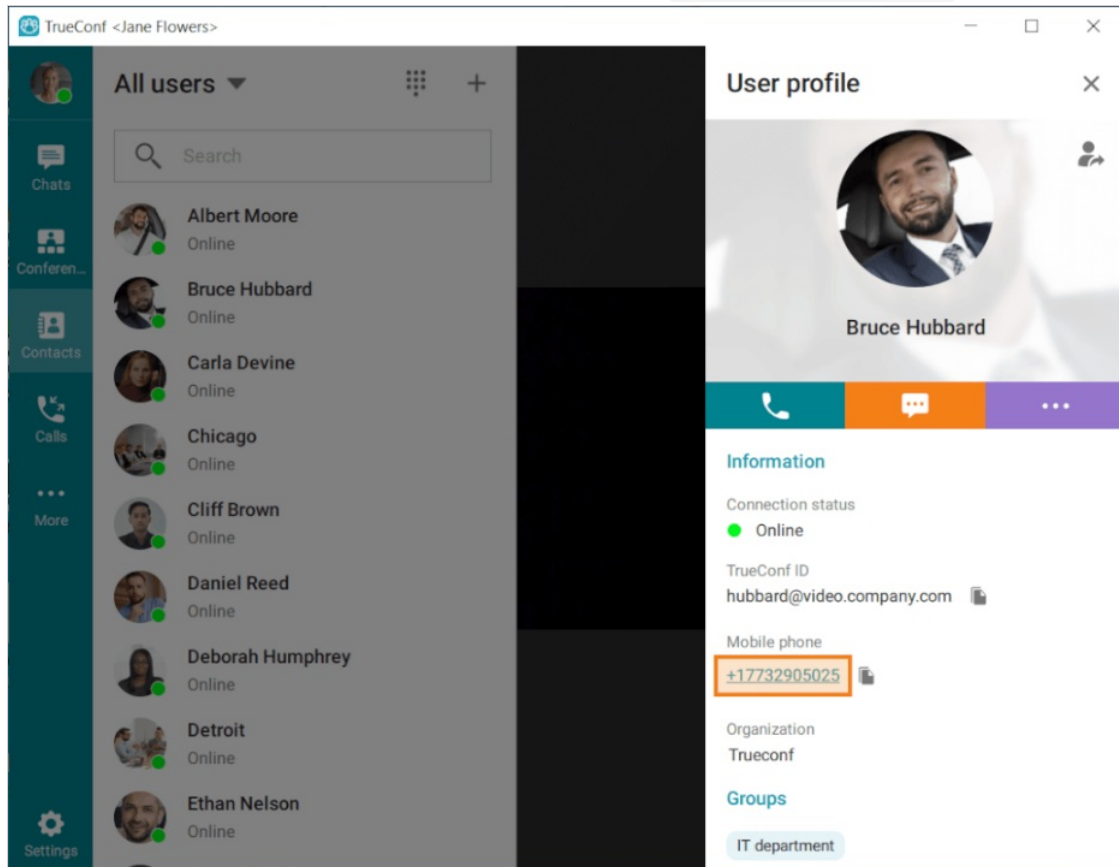 TrueConf <Jane Flowers>
All users
Search
Chats
Conferen...
Contacts
Calls
More
Settings
Albert Moore
Online
Bruce Hubbard
Online
Carla Devine
Online
Chicago
Online
Cliff Brown
Online
Daniel Reed
Online
Deborah Humphrey
Online
Detroit
Online
Ethan Nelson
Online
User profile
Bruce Hubbard
Information
Connection status
Online
TrueConf ID
hubbard@video.company.com
Mobile phone
+17732905025
Organization
Trueconf
Groups
IT department